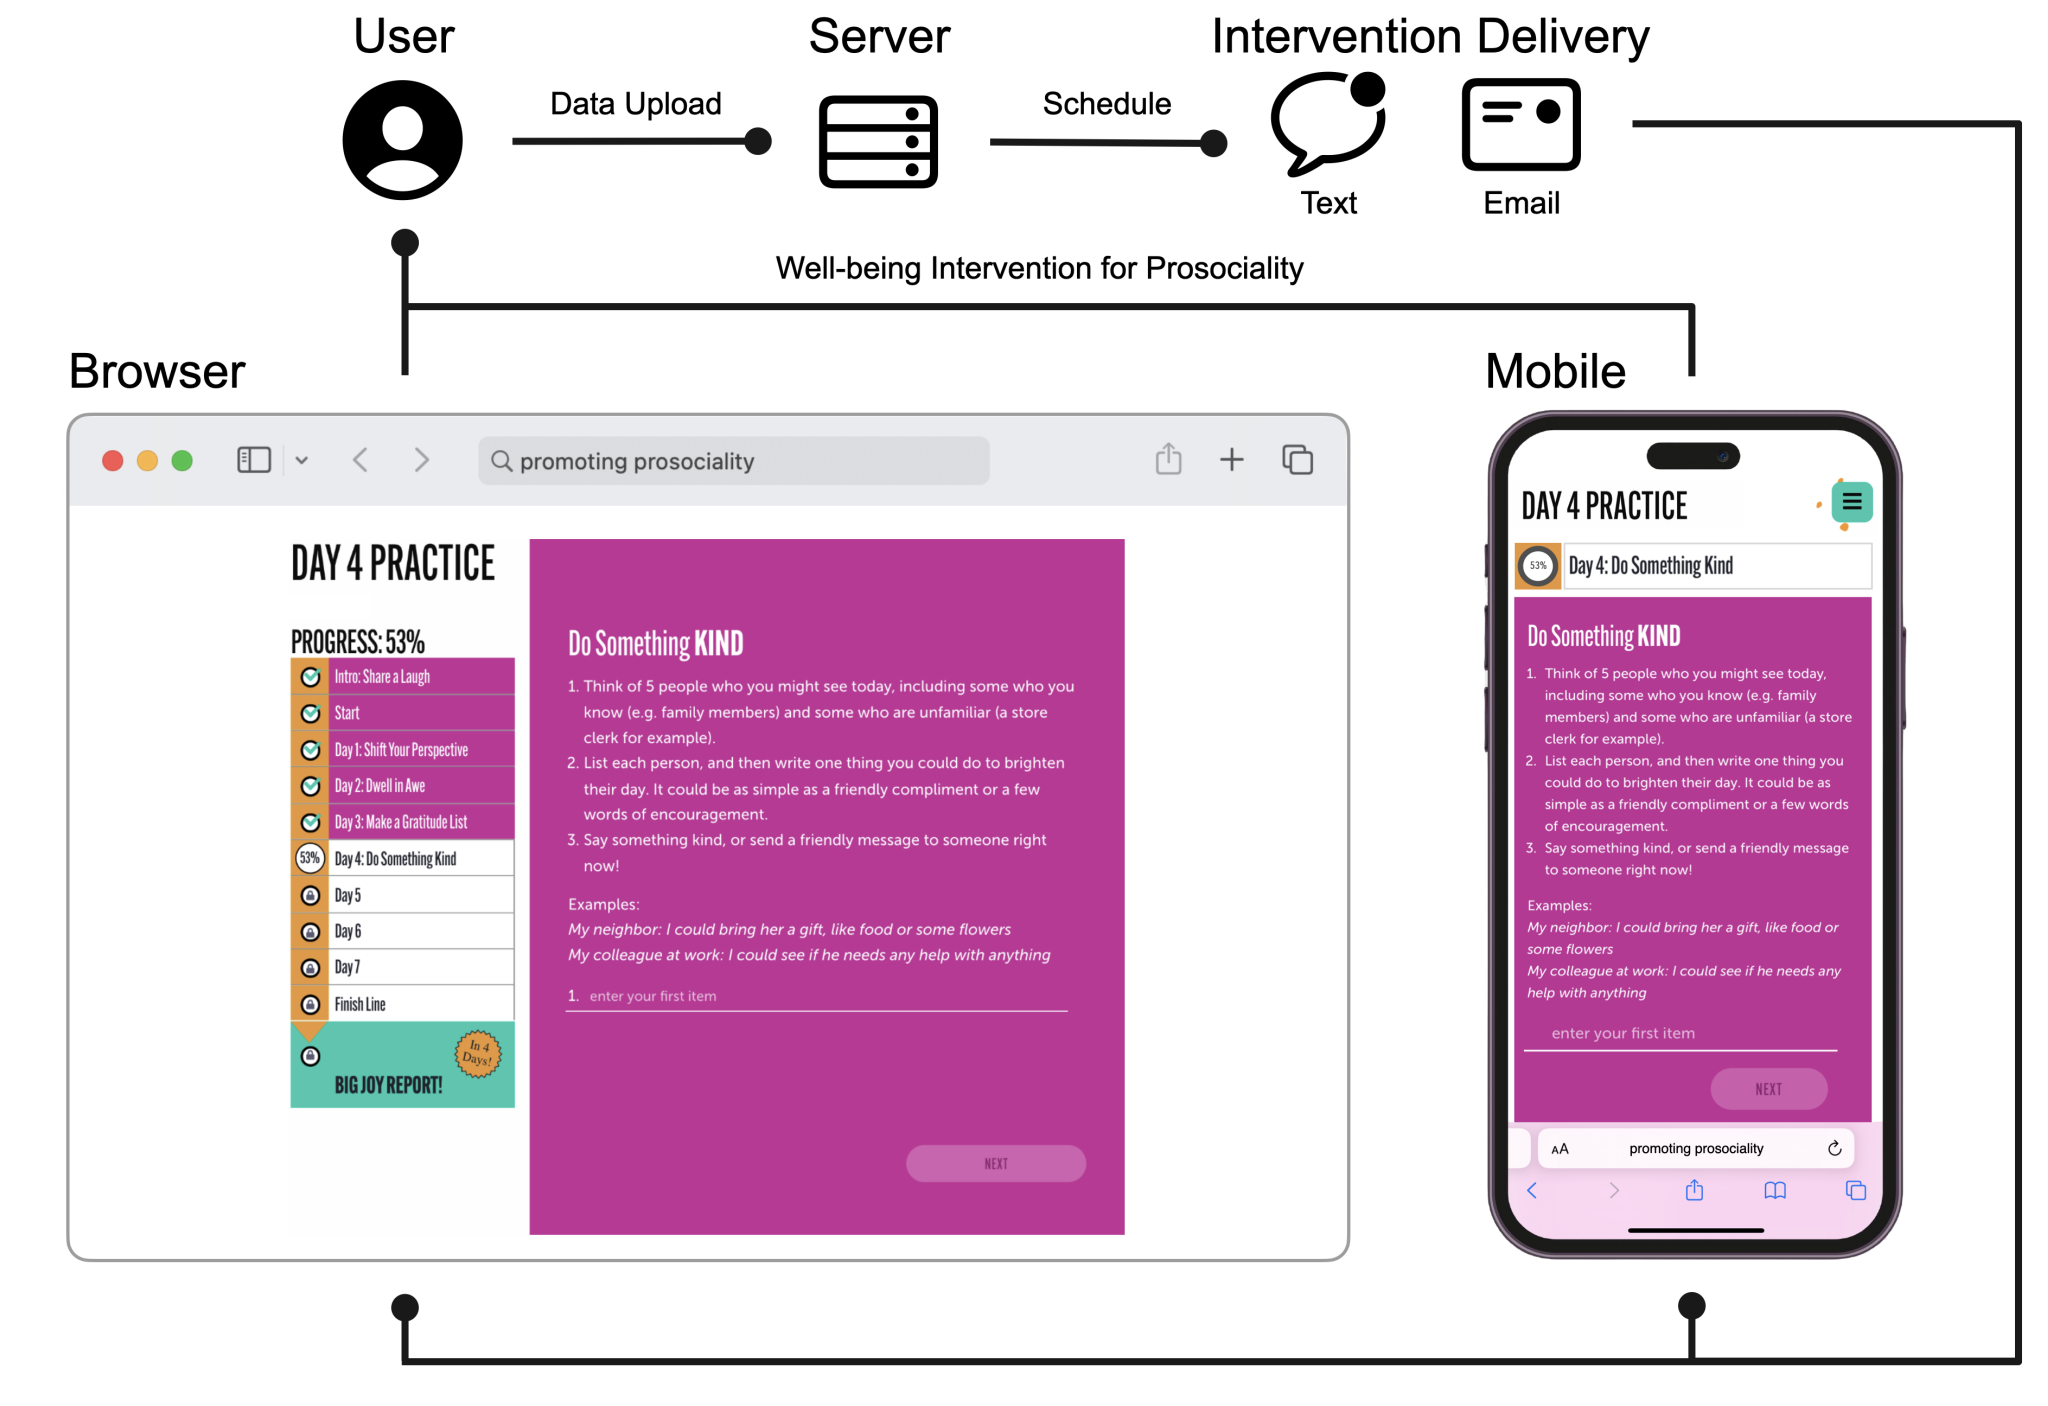 User
Server
Intervention Delivery
Data Upload
Schedule
Text
Email
Well-being Intervention for Prosociality
Browser
Mobile
promoting prosociality
DAY 4 PRACTICE
PROGRESS: 53%
Intro: Share a Laugh
Start
Day 1: Shift Your Perspective
Day 2: Dwell in Awe
Day 3: Make a Gratitude List
53%
Day 4: Do Something Kind
Day 5
Day 6
Day 7
Finish Line
In 4
Days!
BIG JOY REPORT!
Do Something KIND
1. Think of 5 people who you might see today, including some who you
know (e.g. family members) and some who are unfamiliar (a store
clerk for example).
2. List each person, and then write one thing you could do to brighten
their day. It could be as simple as a friendly compliment or a few
words of encouragement.
3. Say something kind, or send a friendly message to someone right
now!
Examples:
My neighbor: I could bring her a gift, like food or some flowers
My colleague at work: I could see if he needs any help with anything
1. enter your first item
NEXT
DAY 4 PRACTICE
53%
Day 4: Do Something Kind
Do Something KIND
1. Think of 5 people who you might see today,
including some who you know (e.g. family
members) and some who are unfamiliar (a store
clerk for example).
2. List each person, and then write one thing you
could do to brighten their day. It could be as
simple as a friendly compliment or a few words
of encouragement.
3. Say something kind, or send a friendly message
to someone right now!
Examples:
My neighbor: I could bring her a gift, like food or
some flowers
My colleague at work: I could see if he needs any
help with anything
enter your first item
NEXT
AA
promoting prosociality